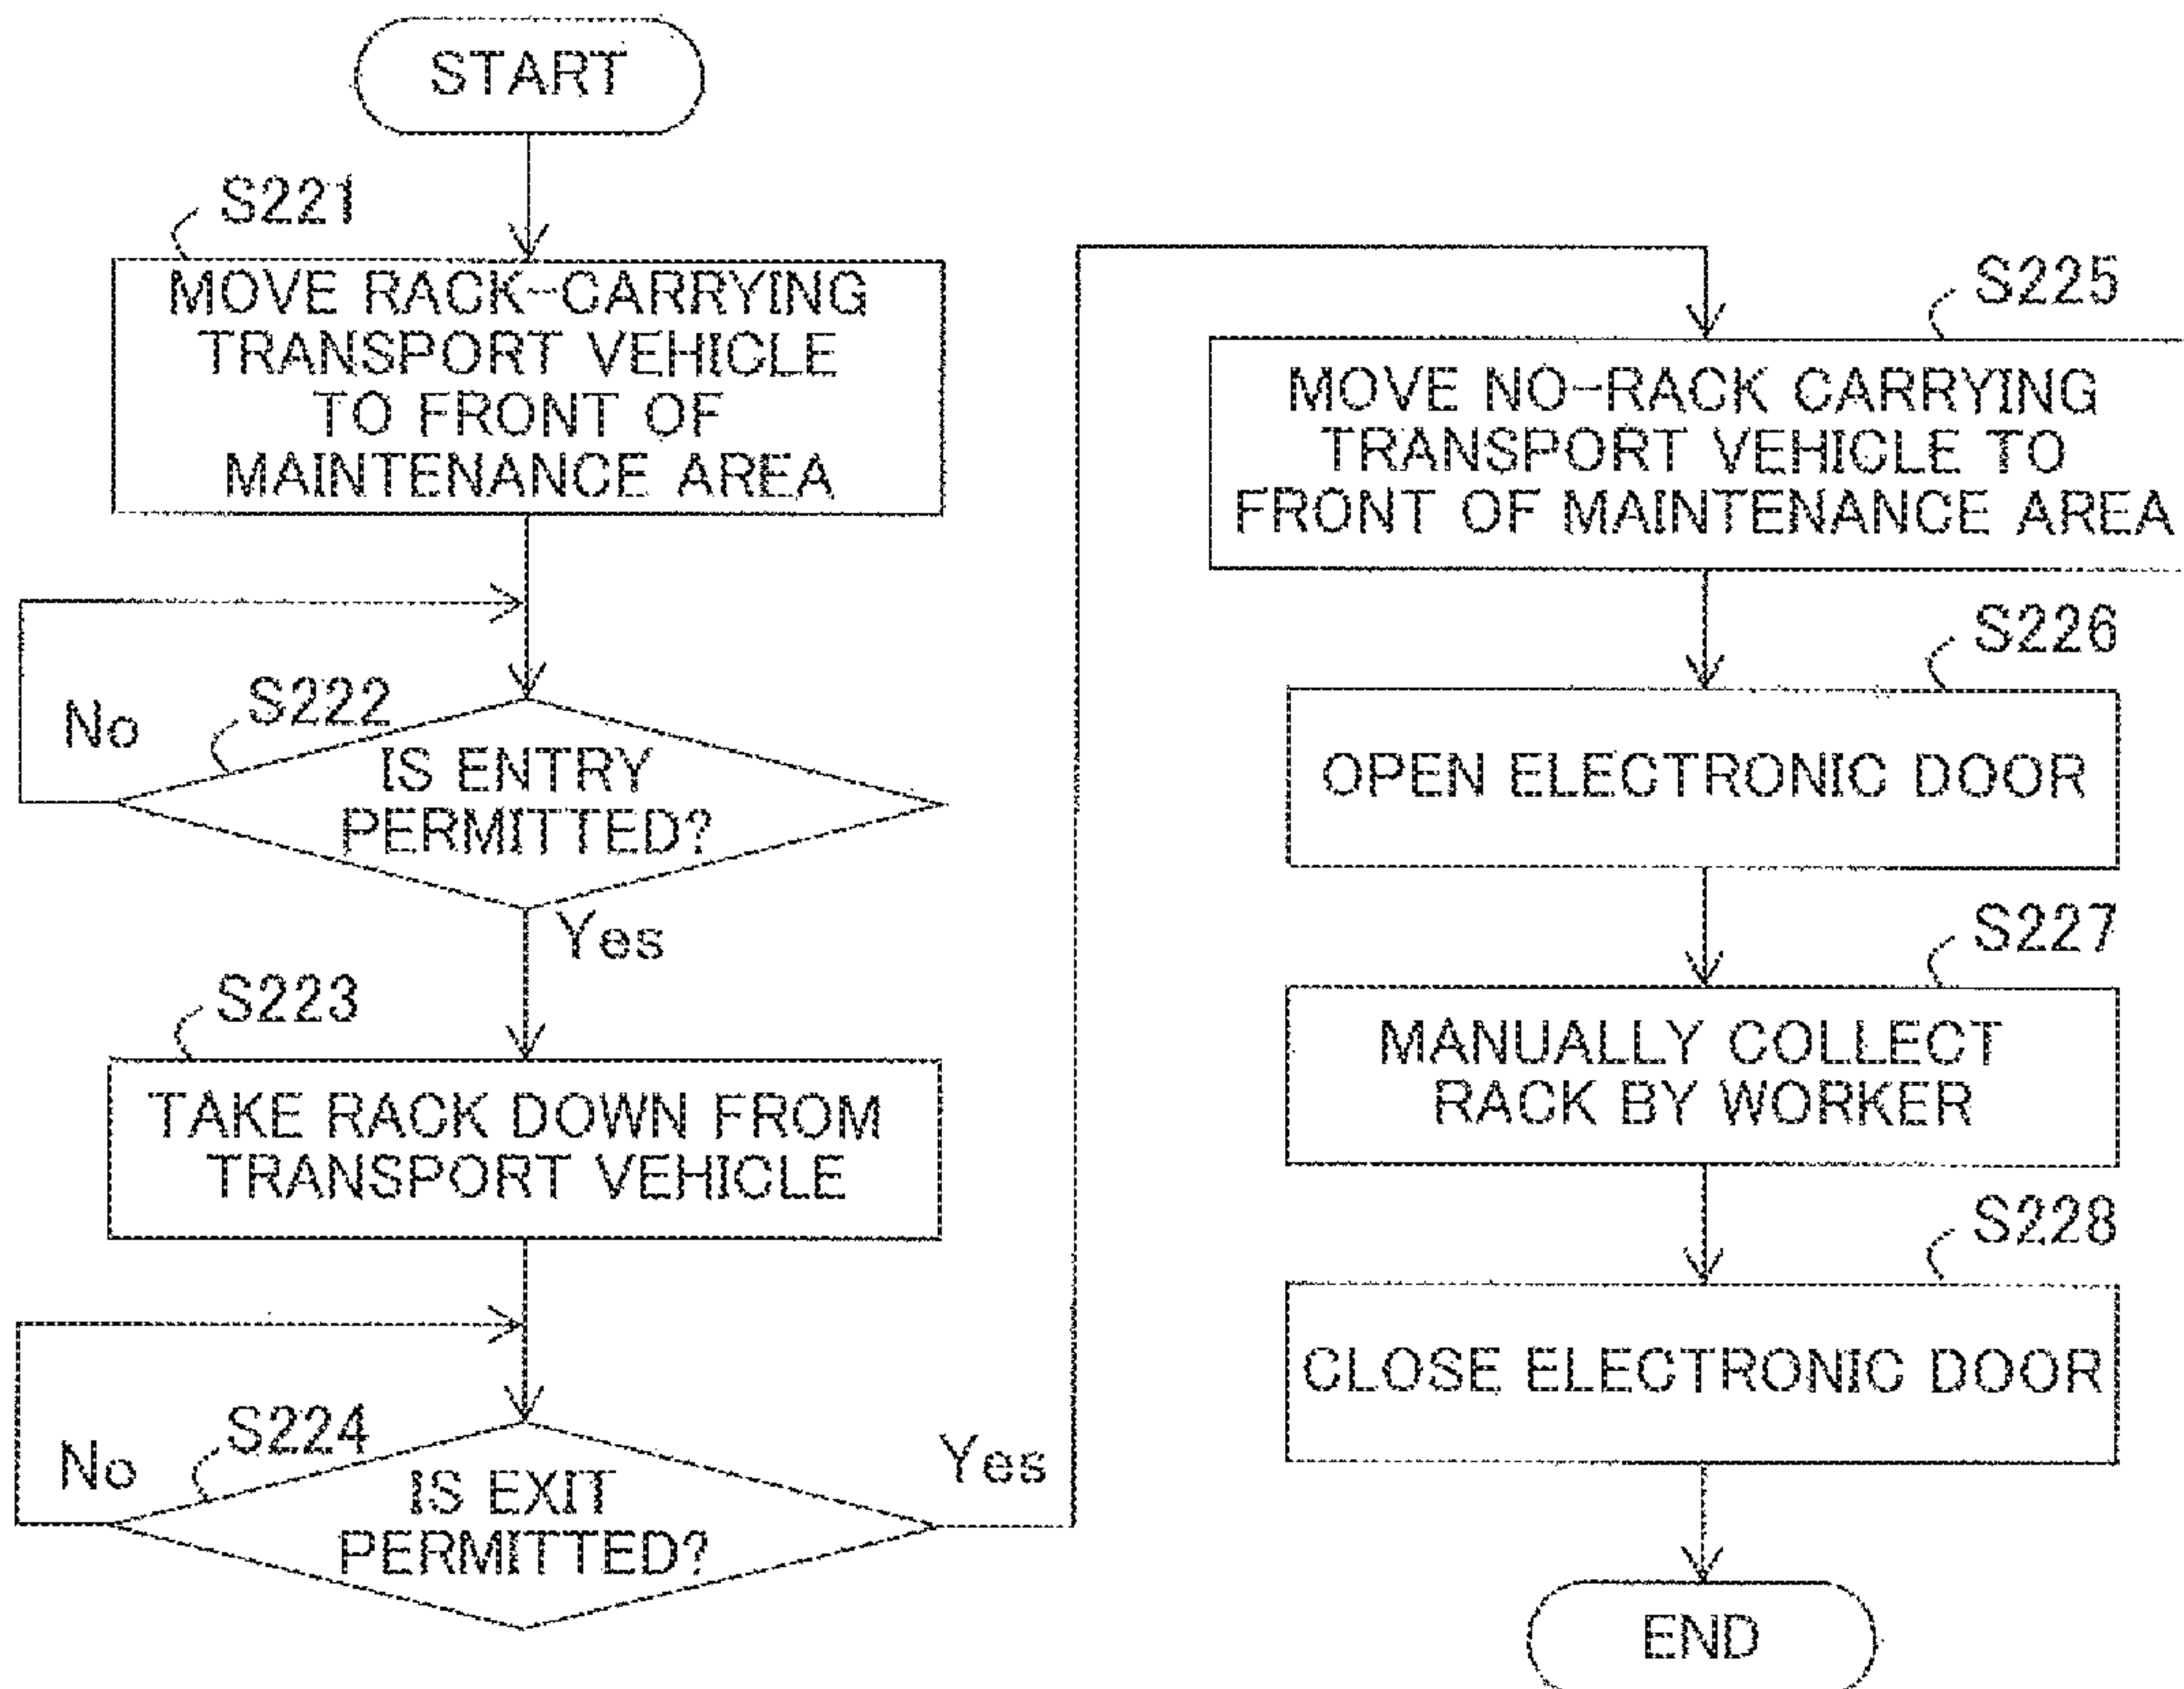 START
S221
MOVE RACK-CARRYING
TRANSPORT VEHICLE
TO FRONT OF
MAINTENANCE AREA
No
S222
IS ENTRY
PERMITTED?
Yes
S223
TAKE RACK DOWN FROM
TRANSPORT VEHICLE
No
S224
IS EXIT
PERMITTED?
Yes
S225
MOVE NO-RACK CARRYING
TRANSPORT VEHICLE TO
FRONT OF MAINTENANCE AREA
S226
OPEN ELECTRONIC DOOR
S227
MANUALLY COLLECT
RACK BY WORKER
S228
CLOSE ELECTRONIC DOOR
END